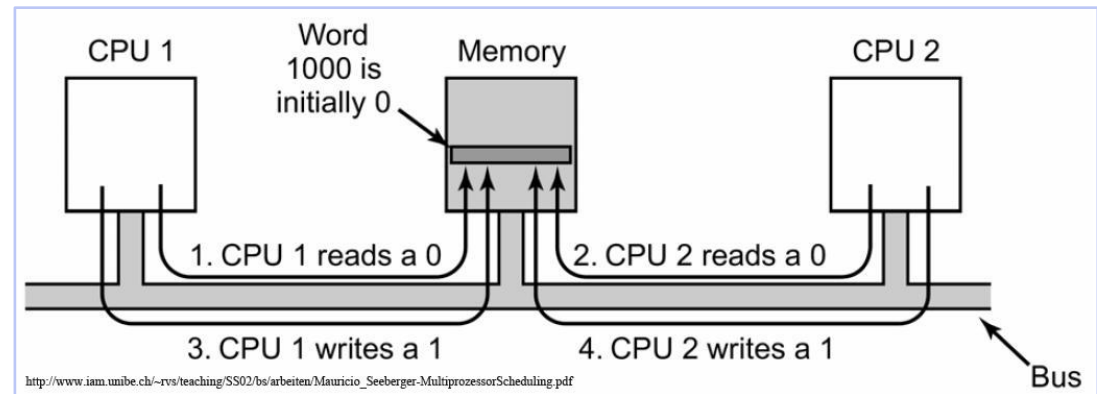 CPU 1
Word
1000 is
initially 0
Memory
CPU 2
1. CPU 1 reads a 0
2. CPU 2 reads a 0
3. CPU 1 writes a 1
4. CPU 2 writes a 1
Bus
http://www.iam.unibe.ch/~rvs/teaching/SS02/bs/arbeiten/Mauricio_Seeberger-MultiprozessorScheduling.pdf